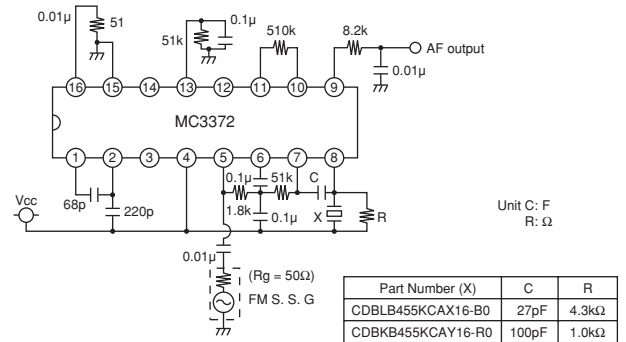 0.01µ
51
51k
0.1µ
510k
8.2k
AF output
0.01µ
16 15 14 13 12 11 10 9
MC3372
1 2 3 4 5 6 7 8
Vcc
68p
220p
0.1µ
51k
C
1.8k
0.1µ
X
R
Unit C: F
R: Ω
0.01µ
(Rg = 50Ω)
FM S. S. G
Part Number (X) C R
CDBLB455KCAX16-B0 27pF 4.3kΩ
CDBKB455KCAY16-R0 100pF 1.0kΩ